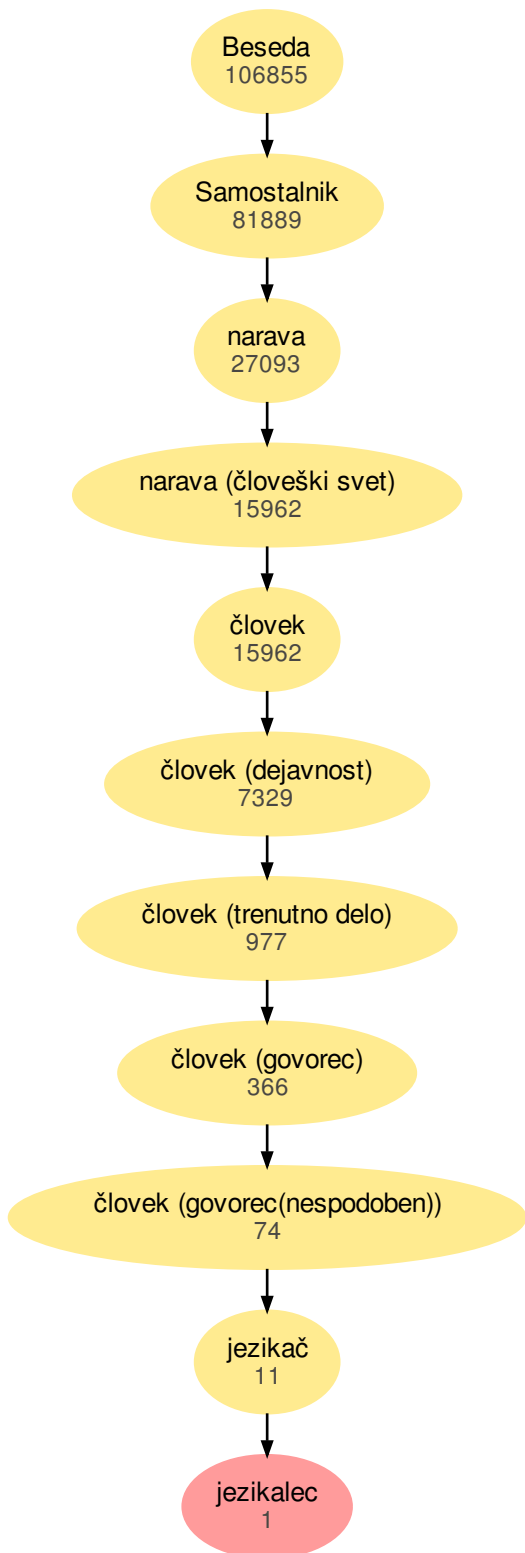 Beseda
106855
Samostalnik
81889
narava
27093
narava (človeški svet)
15962
človek
15962
človek (dejavnost)
7329
človek (trenutno delo)
977
človek (govorec)
366
človek (govorec(nespodoben))
74
jezikač
11
jezikalec
1